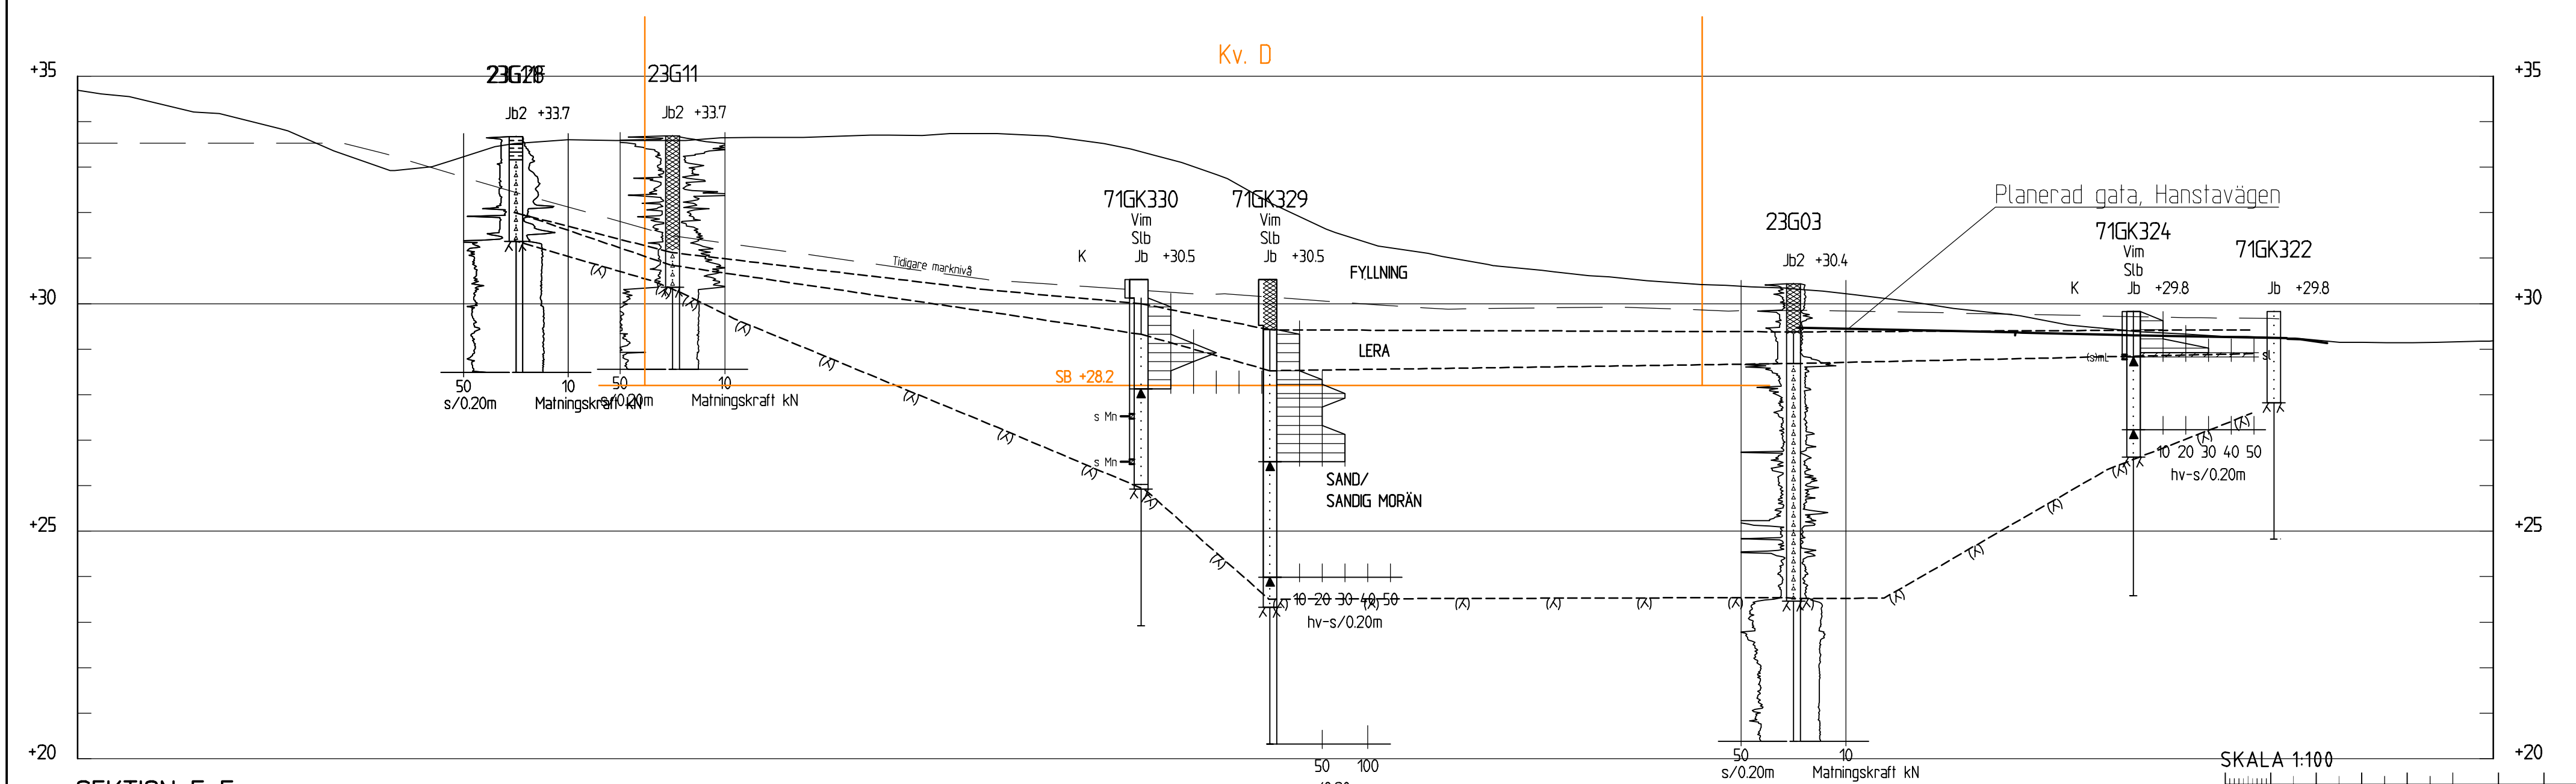 Kv. D
+35
+35
23G11
Jb2 +33.7
Jb2 +33.7
Planerad gata, Hanstavägen
71GK330
Vim
Slb
K Jb +30.5
71GK329
Vim
Slb
Jb +30.5
23G03
Jb2 +30.4
71GK324
Vim
Slb
K Jb +29.8
71GK322
Jb +29.8
Tidigare marknivå
FYLLNING
+30
+30
LERA
(s)mL
sl
SB +28.2
50 10
s/0.20m Matningskraft kN
50 10
s/0.20m Matningskraft kN
s Mn
s Mn
10 20 30 40 50
hv-s/0.20m
SAND/
SANDIG MORÄN
+25
+25
10 20 30 40 50
hv-s/0.20m
+20
+20
50 100
50 10
s/0.20m Matningskraft kN
SKALA 1:100